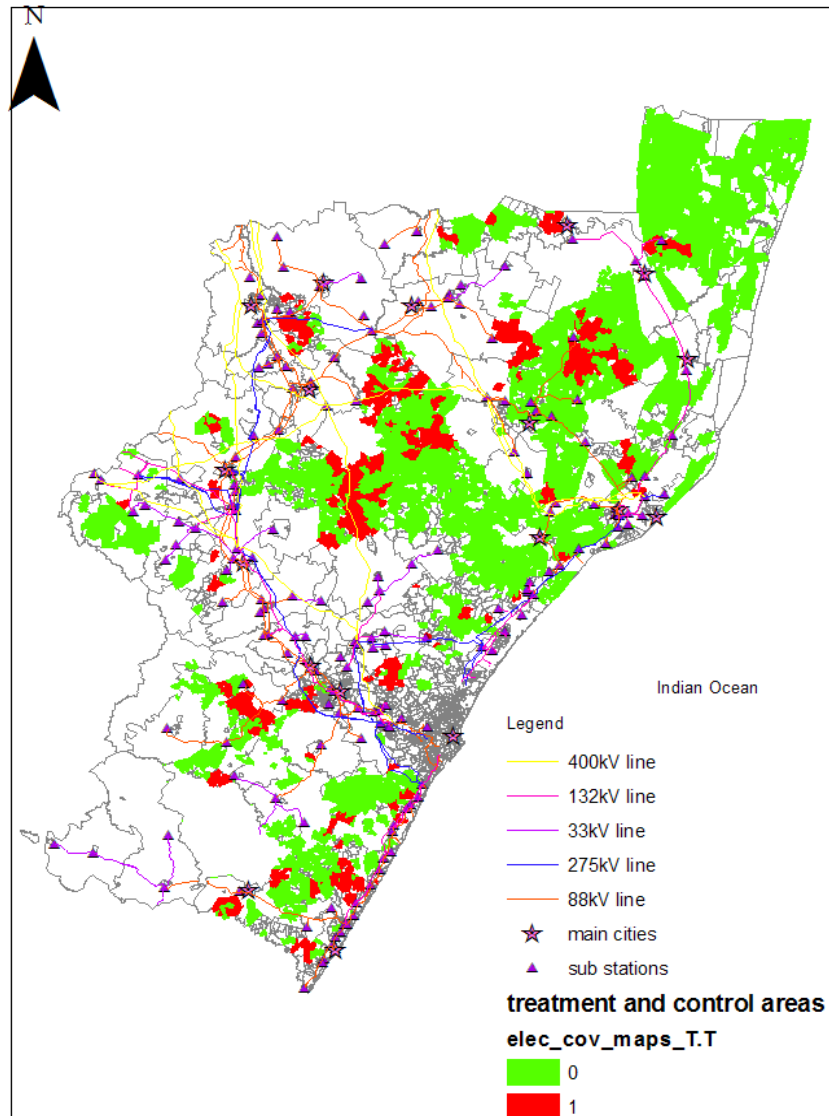 N
Indian Ocean
Legend
400kV line
132kV line
33kV line
275kV line
88kV line
main cities
sub stations
treatment and control areas
elec_cov_maps_T.T
0
1